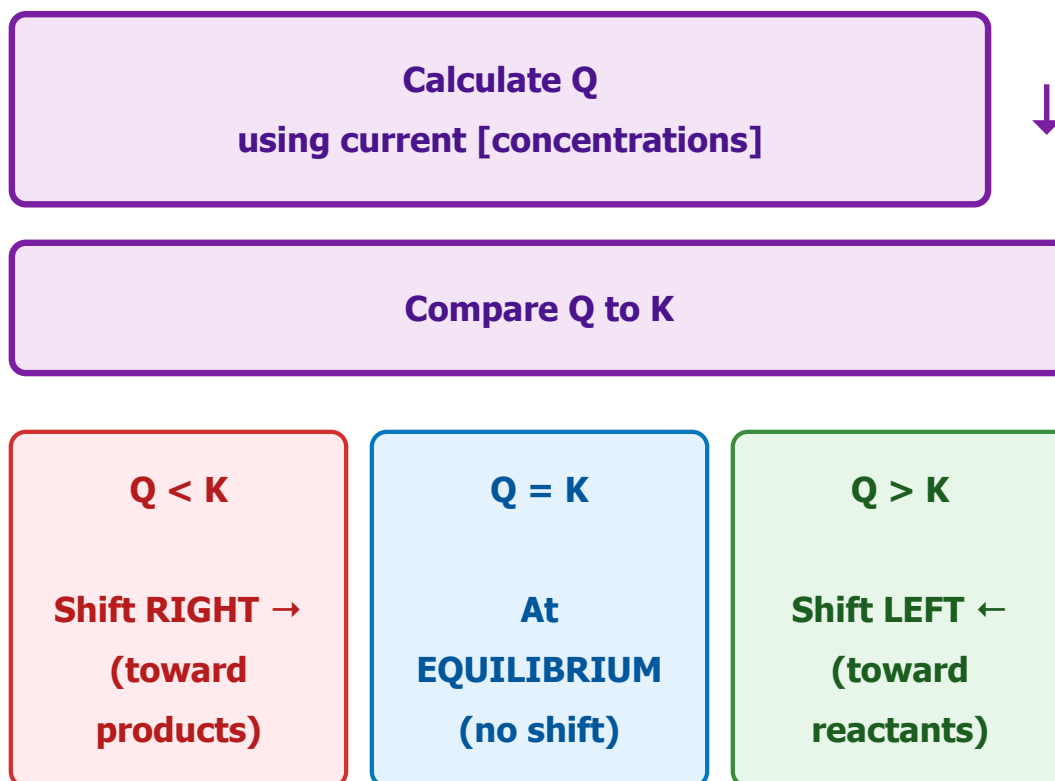 Calculate Q
using current [concentrations]
↓
Compare Q to K
Q < K
Shift RIGHT →
(toward
products)
Q = K
At
EQUILIBRIUM
(no shift)
Q > K
Shift LEFT ←
(toward
reactants)